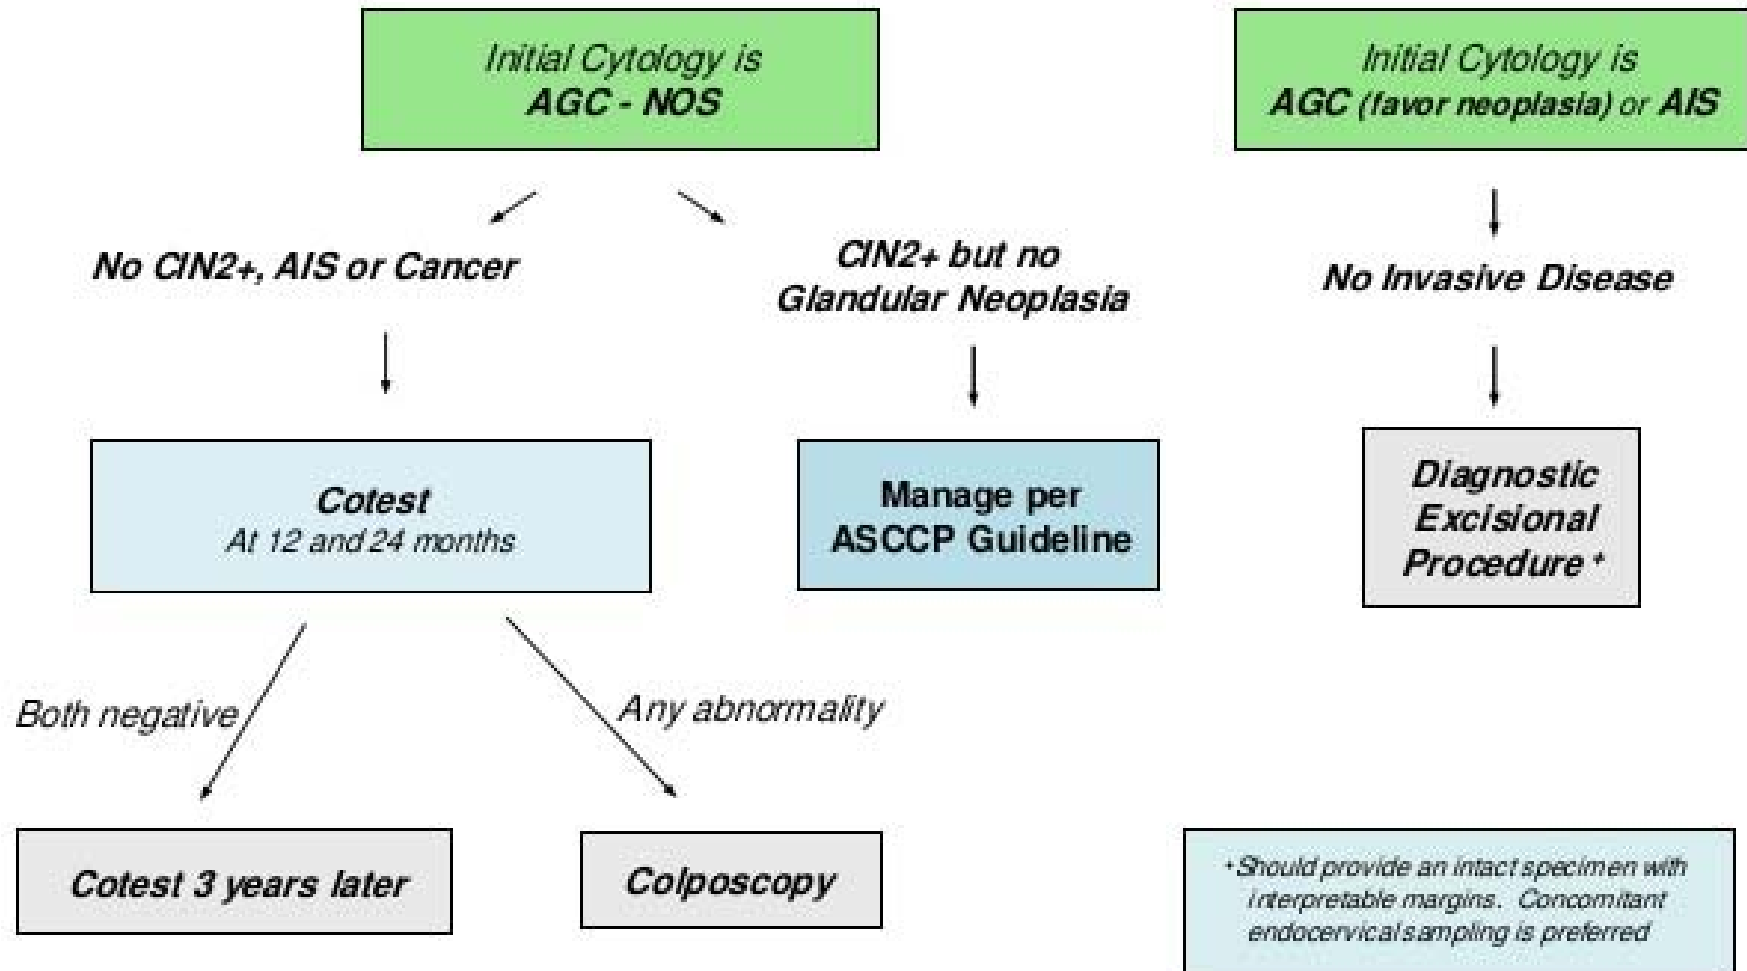 Initial Cytology is
AGC - NOS
Initial Cytology is
AGC (favor neoplasia) or AIS
No CIN2+, AIS or Cancer
CIN2+ but no
Glandular Neoplasia
No Invasive Disease
Cotest
At 12 and 24 months
Manage per
ASCCP Guideline
Diagnostic
Excisional
Procedure +
Both negative
Any abnormality
Cotest 3 years later
Colposcopy
+Should provide an intact specimen with
interpretable margins. Concomitant
endocervical sampling is preferred